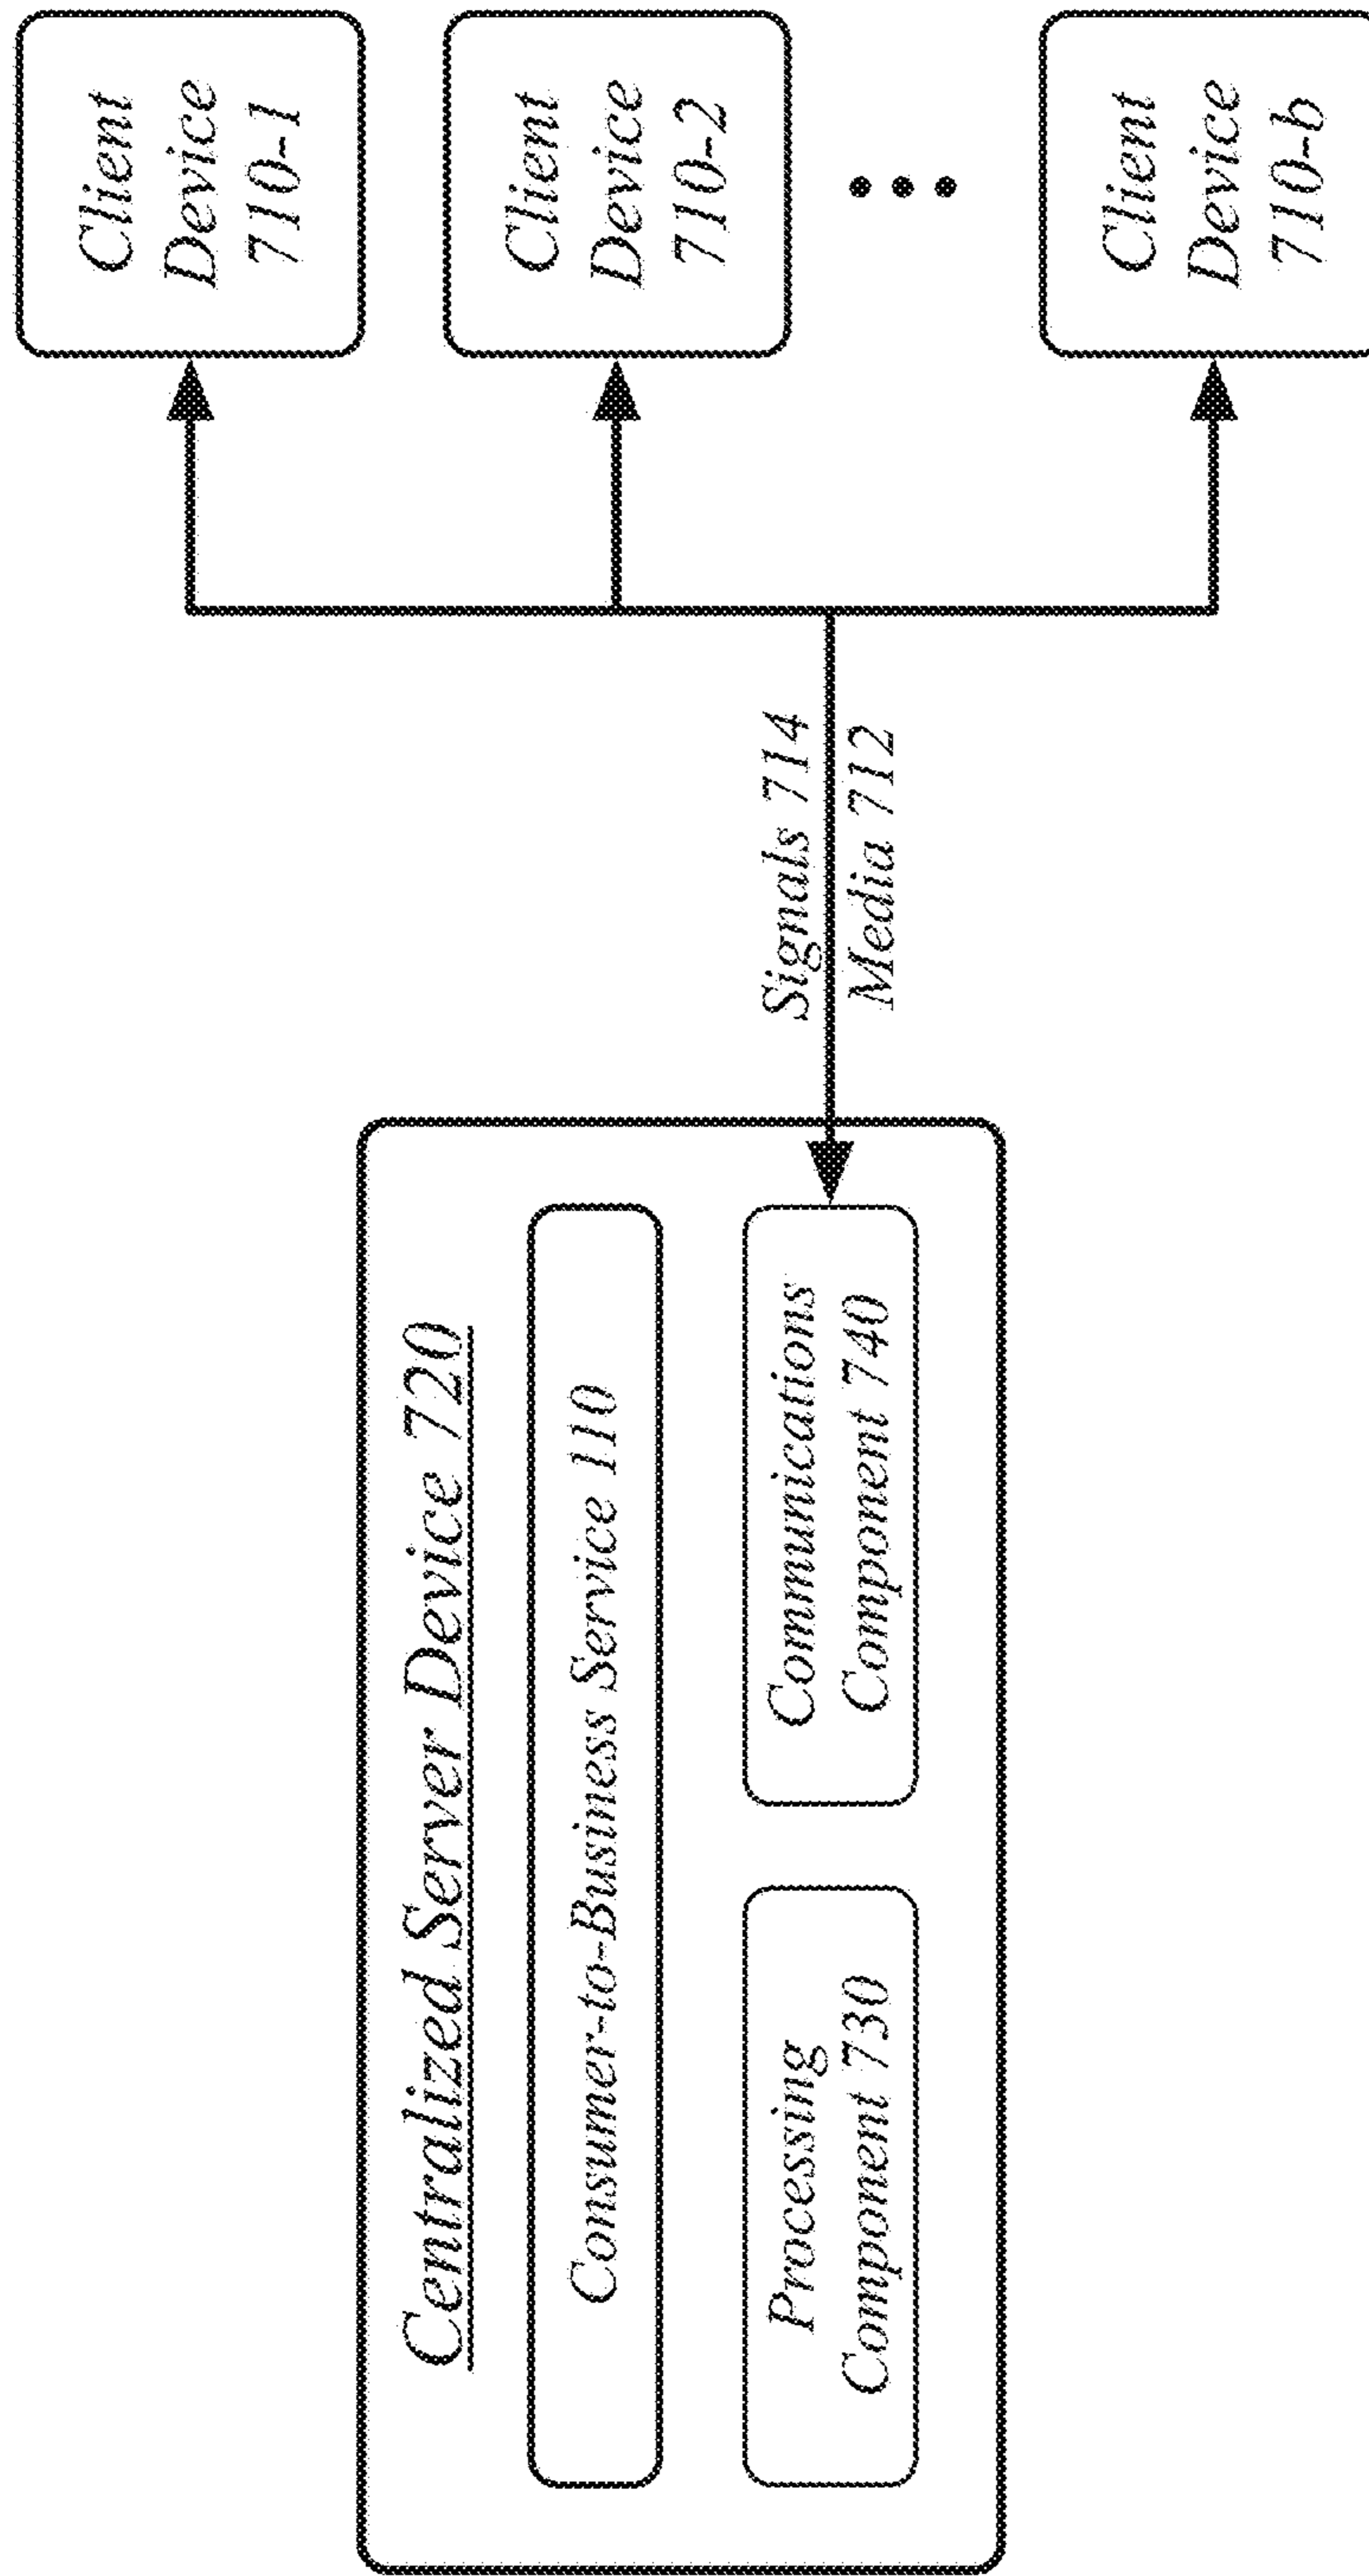 Centralized Server Device 720
Consumer-to-Business Service 110
Processing
Component 730
Communications
Component 740
Signals 714
Media 712
Client
Device
710-1
Client
Device
710-2
Client
Device
710-b